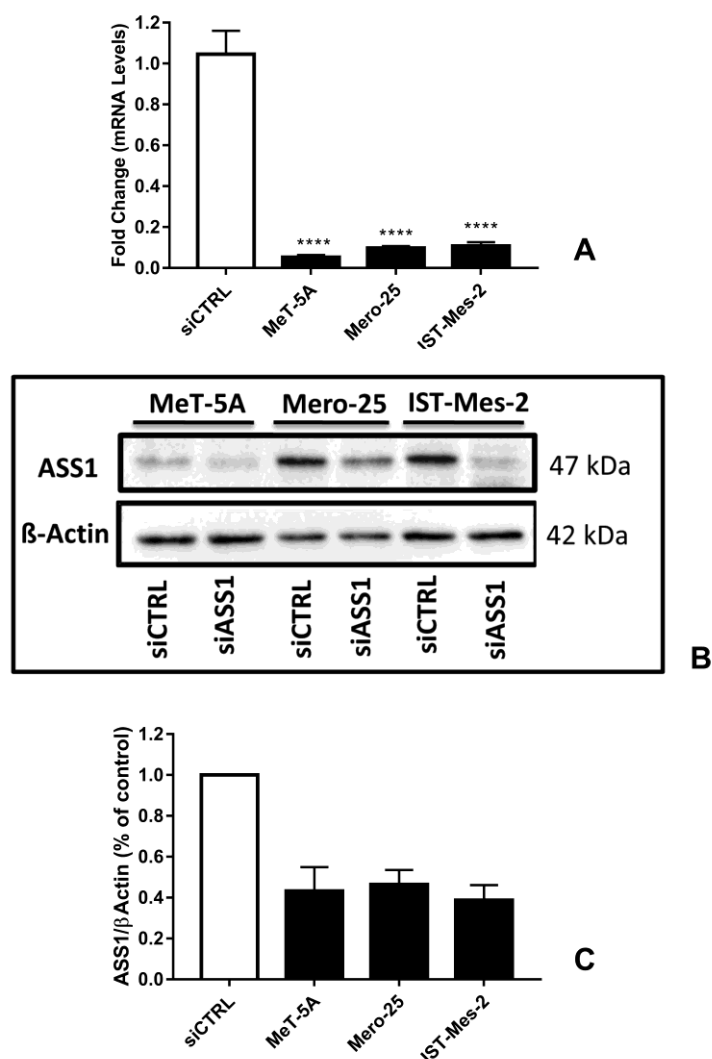 Fold Change (mRNA Levels)
1.2
1.0
0.8
0.6
0.4
0.2
0.0
****
****
****
siCTRL
MeT-5A
Mero-25
IST-Mes-2
A
MeT-5A Mero-25 IST-Mes-2
ASS1 47 kDa
ß-Actin 42 kDa
siCTRL
siASS1
siCTRL
siASS1
siCTRL
siASS1
B
ASS1/βActin (% of control)
1.2
1.0
0.8
0.6
0.4
0.2
0.0
siCTRL
MeT-5A
Mero-25
IST-Mes-2
C